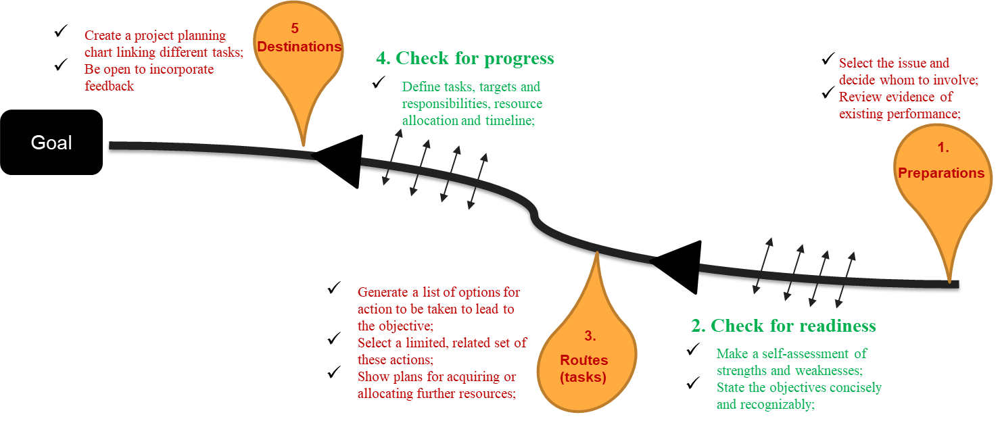 5
Destinations
✓ Create a project planning
chart linking different tasks;
✓ Be open to incorporate
feedback
4. Check for progress
✓ Define tasks, targets and
responsibilities, resource
allocation and timeline;
✓ Select the issue and
decide whom to involve;
✓ Review evidence of
existing performance;
Goal
1.
Preparations
✓ Generate a list of options for
action to be taken to lead to
the objective;
✓ Select a limited, related set of
these actions;
✓ Show plans for acquiring or
allocating further resources;
3.
Routes
(tasks)
2. Check for readiness
✓ Make a self-assessment of
strengths and weaknesses;
✓ State the objectives concisely
and recognizably;